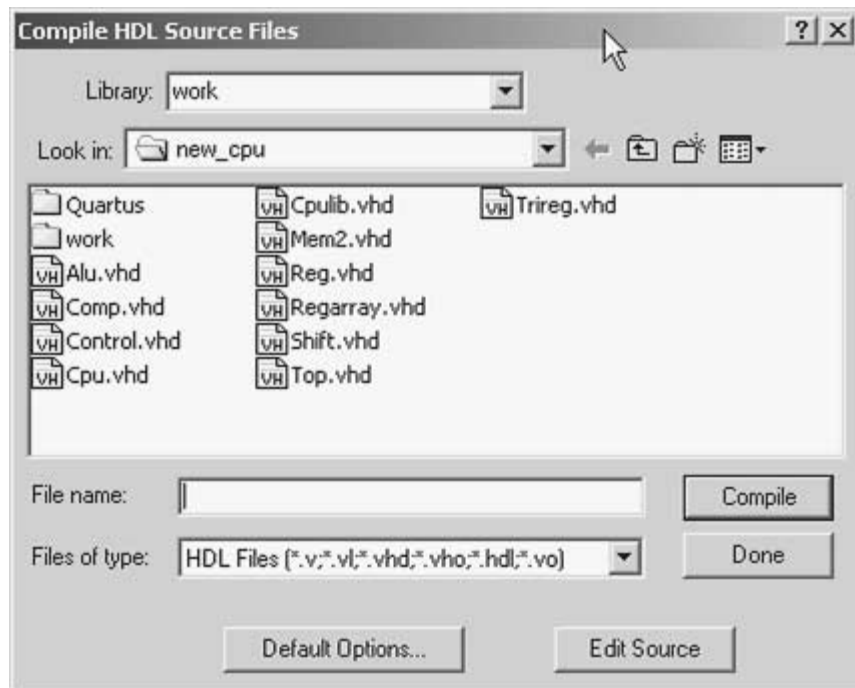 Compile HDL Source Files
Library: work
Look in: new_cpu
Quartus Cpulib.vhd Trireg.vhd
work Mem2.vhd
Alu.vhd Reg.vhd
Comp.vhd Regarray.vhd
Control.vhd Shift.vhd
Cpu.vhd Top.vhd
File name: Compile
Files of type: HDL Files (*.v;*.vl;*.vhd;*.vho;*.hdl;*.vo) Done
Default Options... Edit Source